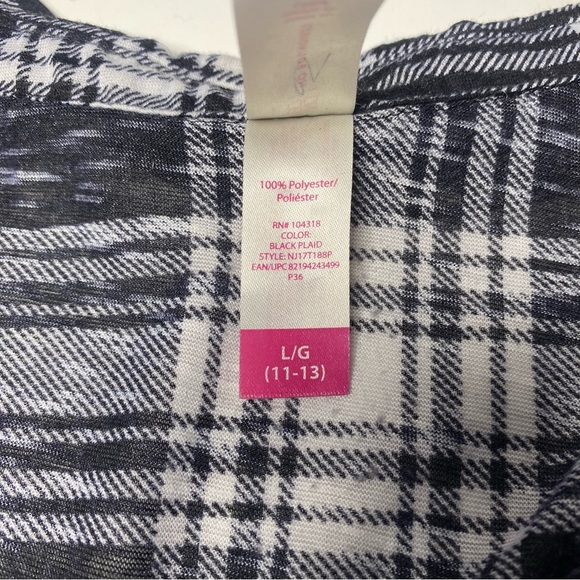 100% Polyester/
Poliéster
RN# 104318
COLOR:
BLACK PLAID
STYLE: NJ17T188P
EAN/UPC 82194243499
P36
L/G
(11-13)